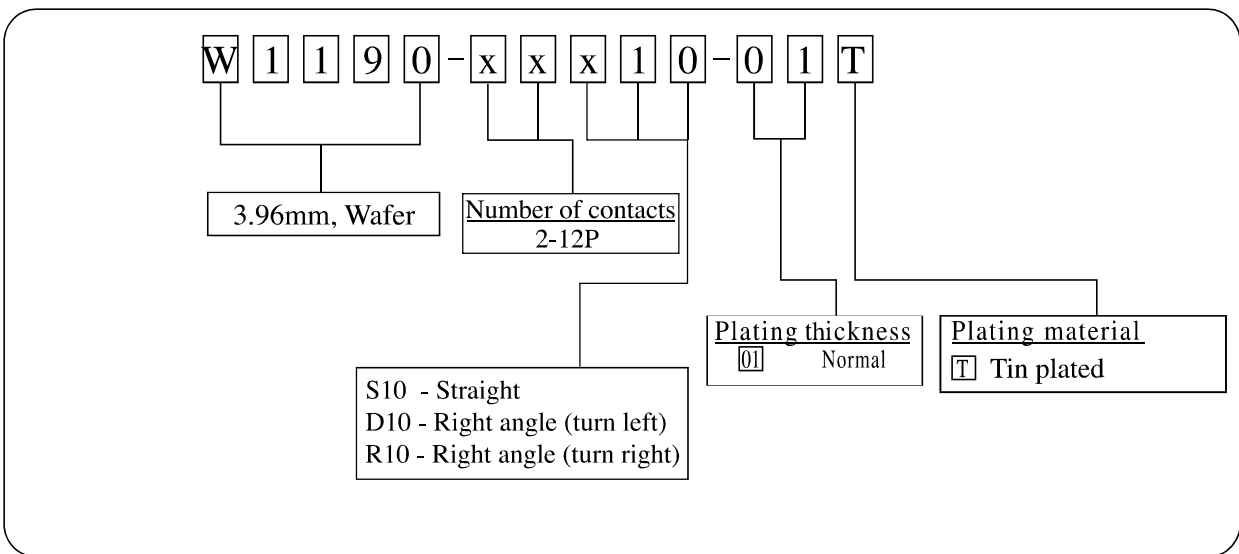 W1190-xxx10-01T
3.96mm, Wafer
Number of contacts
2-12P
S10 - Straight
D10 - Right angle (turn left)
R10 - Right angle (turn right)
Plating thickness
01 Normal
Plating material
T Tin plated